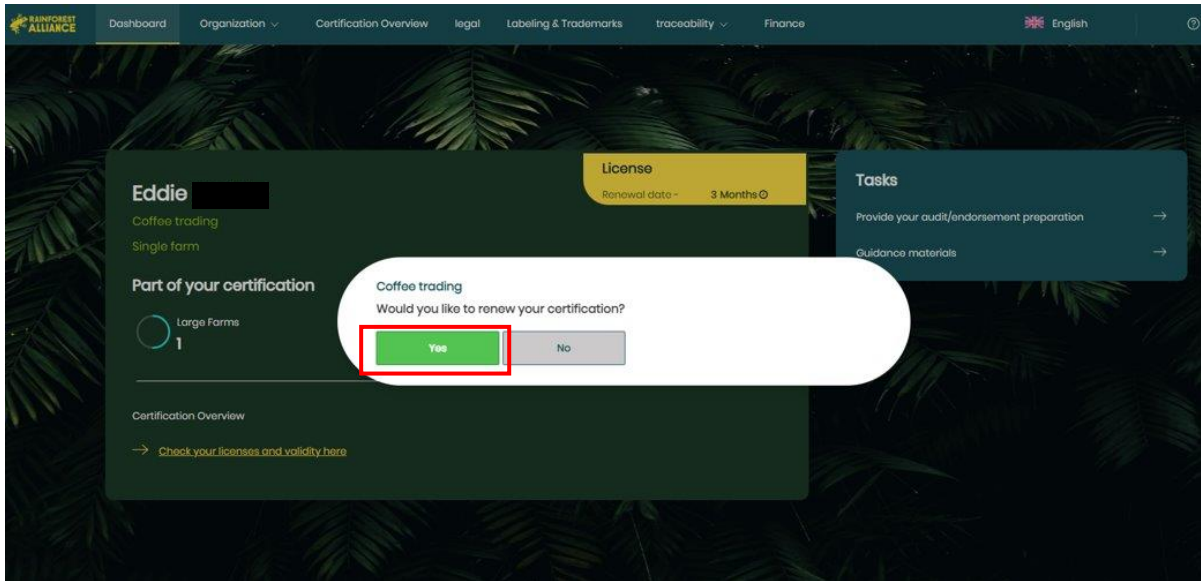 RAINFOREST
ALLIANCE
Dashboard Organization Certification Overview legal Labeling & Trademarks traceability Finance English
License
Renewal date - 3 Months
Eddie
Coffee trading
Single farm
Part of your certification
Large Farms
1
Tasks
Provide your audit/endorsement preparation
Guidance materials
Coffee trading
Would you like to renew your certification?
Yes No
Certification Overview
Check your licenses and validity here